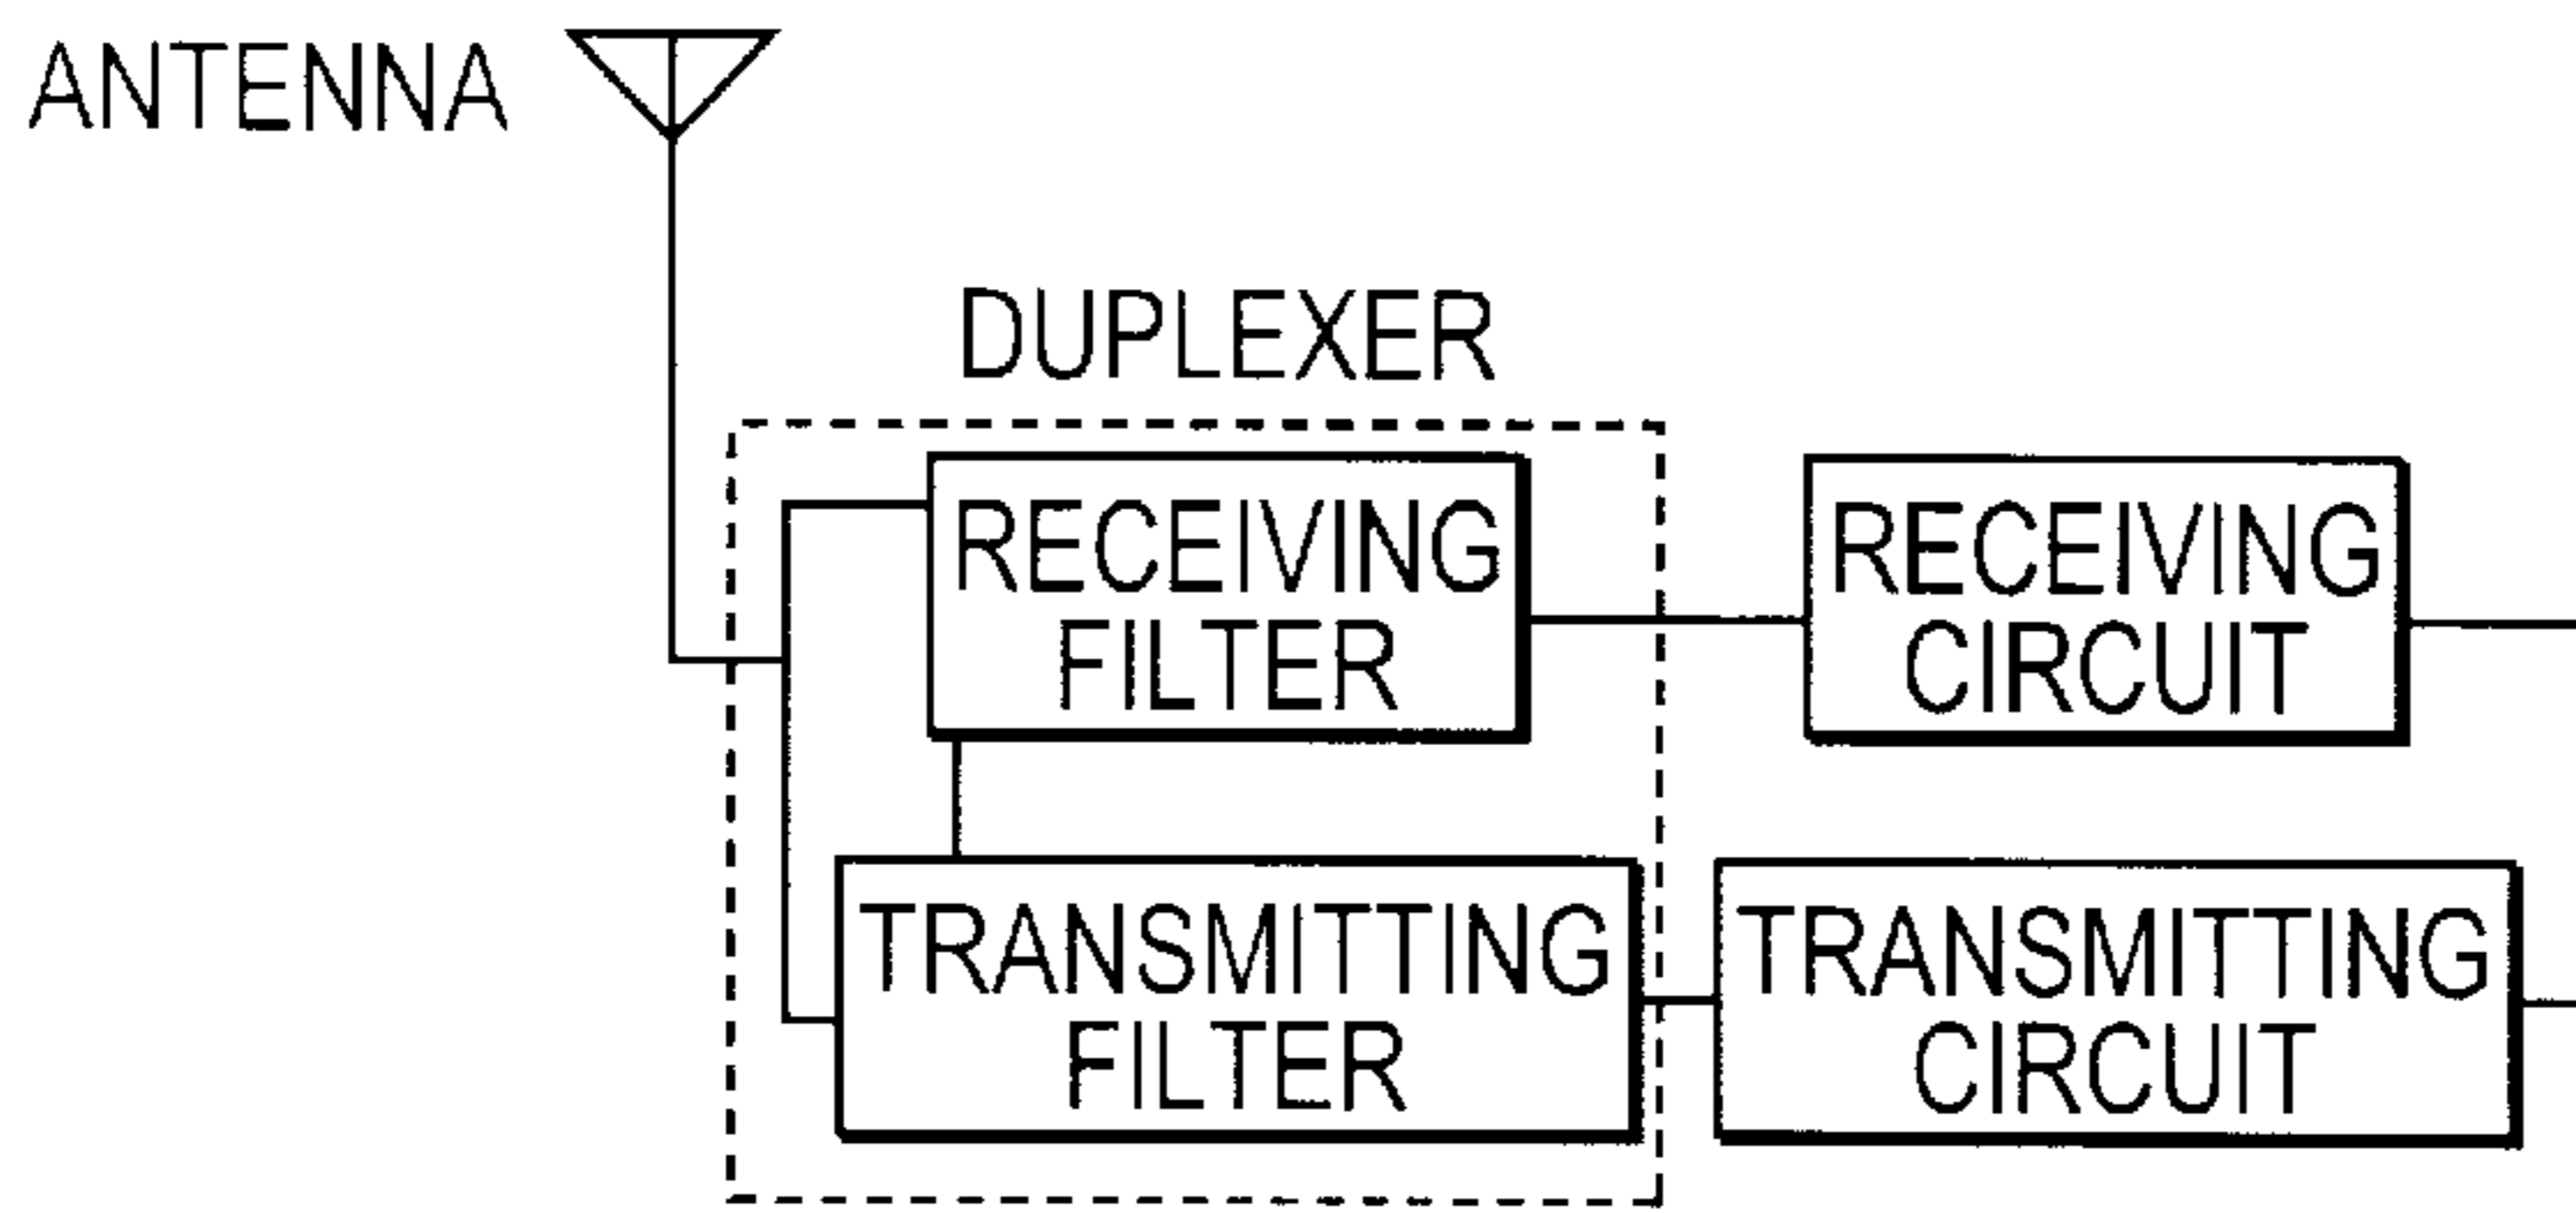 ANTENNA
DUPLEXER
RECEIVING
FILTER
RECEIVING
CIRCUIT
TRANSMITTING
FILTER
TRANSMITTING
CIRCUIT